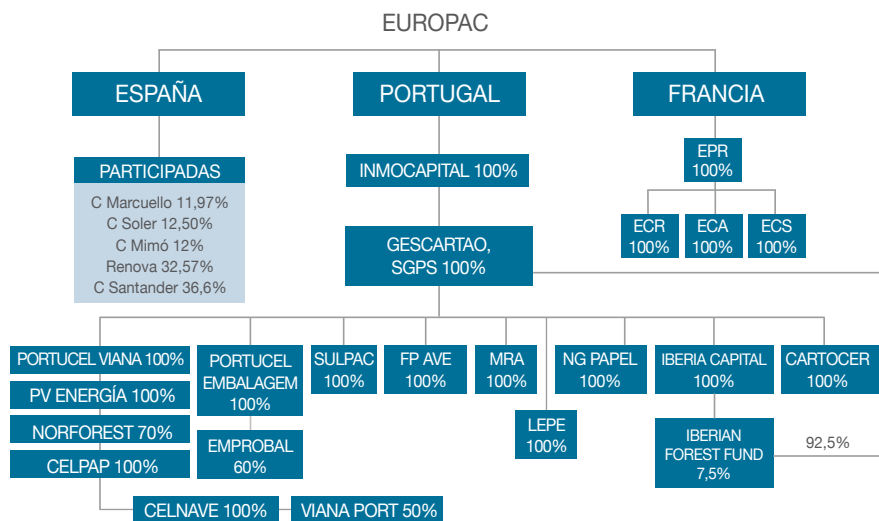 EUROPAC
ESPAÑA
PORTUGAL
FRANCIA
PARTICIPADAS
C Marcuello 11,97%
C Soler 12,50%
C Mimó 12%
Renova 32,57%
C Santander 36,6%
INMOCAPITAL 100%
GESCARTAO,
SGPS 100%
EPR
100%
ECR
100%
ECA
100%
ECS
100%
PORTUCEL VIANA 100%
PV ENERGÍA 100%
NORFOREST 70%
CELPAP 100%
CELNAVE 100%
VIANA PORT 50%
PORTUCEL
EMBALAGEM
100%
EMPROBAL
60%
SULPAC
100%
FP AVE
100%
MRA
100%
LEPE
100%
NG PAPEL
100%
IBERIA CAPITAL
100%
IBERIAN
FOREST FUND
7,5%
92,5%
CARTOCER
100%